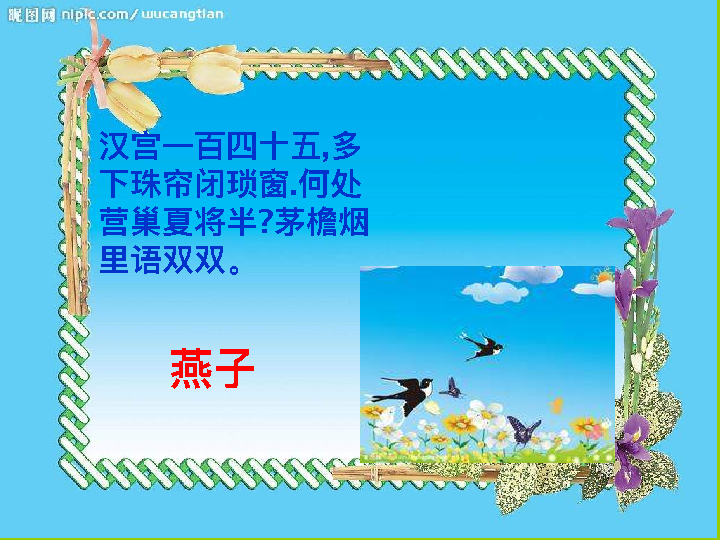 昵图网 nipic.com/wucangtian
汉宫一百四十五,多
下珠帘闭琐窗.何处
营巢夏将半?茅檐烟
里语双双。
燕子